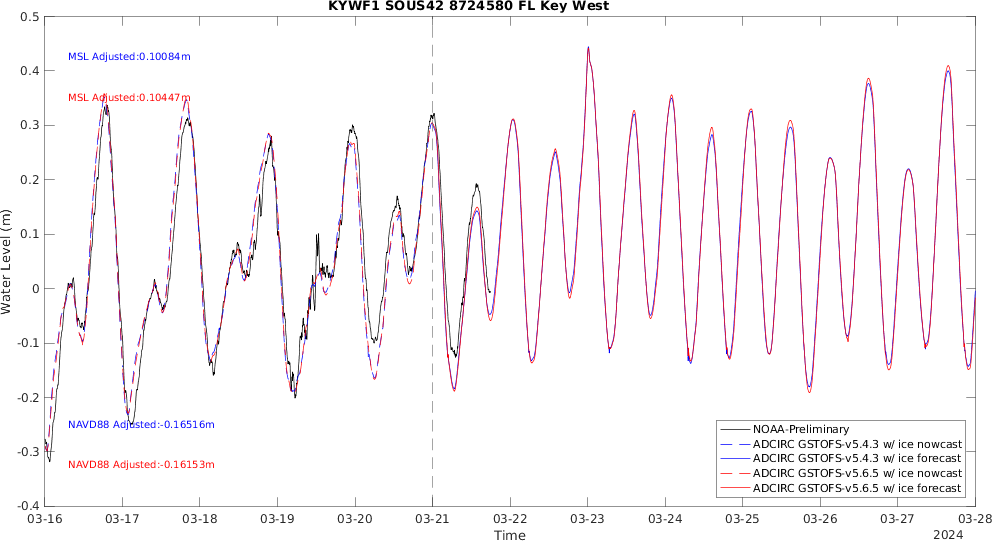 KYWF1 SOUS42 8724580 FL Key West
0.5
0.4
0.3
0.2
0.1
0
-0.1
-0.2
-0.3
-0.4
Water Level (m)
MSL Adjusted:0.10084m
MSL Adjusted:0.10447m
NAVD88 Adjusted:-0.16516m
NAVD88 Adjusted:-0.16153m
NOAA-Preliminary
ADCIRC GSTOFS-v5.4.3 w/ ice nowcast
ADCIRC GSTOFS-v5.4.3 w/ ice forecast
ADCIRC GSTOFS-v5.6.5 w/ ice nowcast
ADCIRC GSTOFS-v5.6.5 w/ ice forecast
03-16 03-17 03-18 03-19 03-20 03-21 03-22 03-23 03-24 03-25 03-26 03-27 03-28
Time
2024